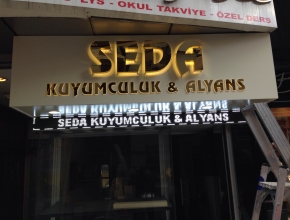 LYS - OKUL TAKVİYE - ÖZEL DERS
SEDA
KUYUMCULUK & ALYANS
SEDA KUYUMCULUK & ALYANS